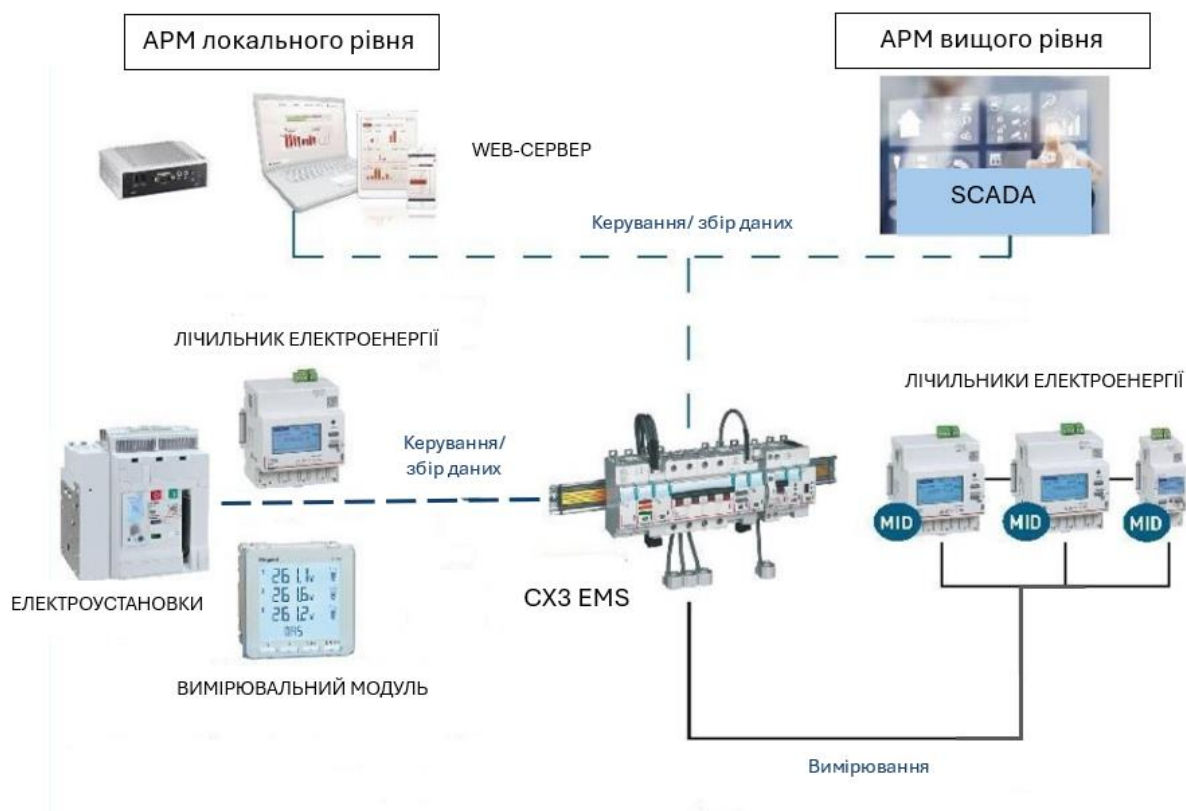 АРМ локального рівня
АРМ вищого рівня
WEB-СЕРВЕР
SCADA
Керування/ збір даних
ЛІЧИЛЬНИК ЕЛЕКТРОЕНЕРГІЇ
ЛІЧИЛЬНИКИ ЕЛЕКТРОЕНЕРГІЇ
Керування/
збір даних
MID
MID
MID
261.1v
261.6v
261.2v
ЕЛЕКТРОУСТАНОВКИ
CX3 EMS
ВИМІРЮВАЛЬНИЙ МОДУЛЬ
Вимірювання